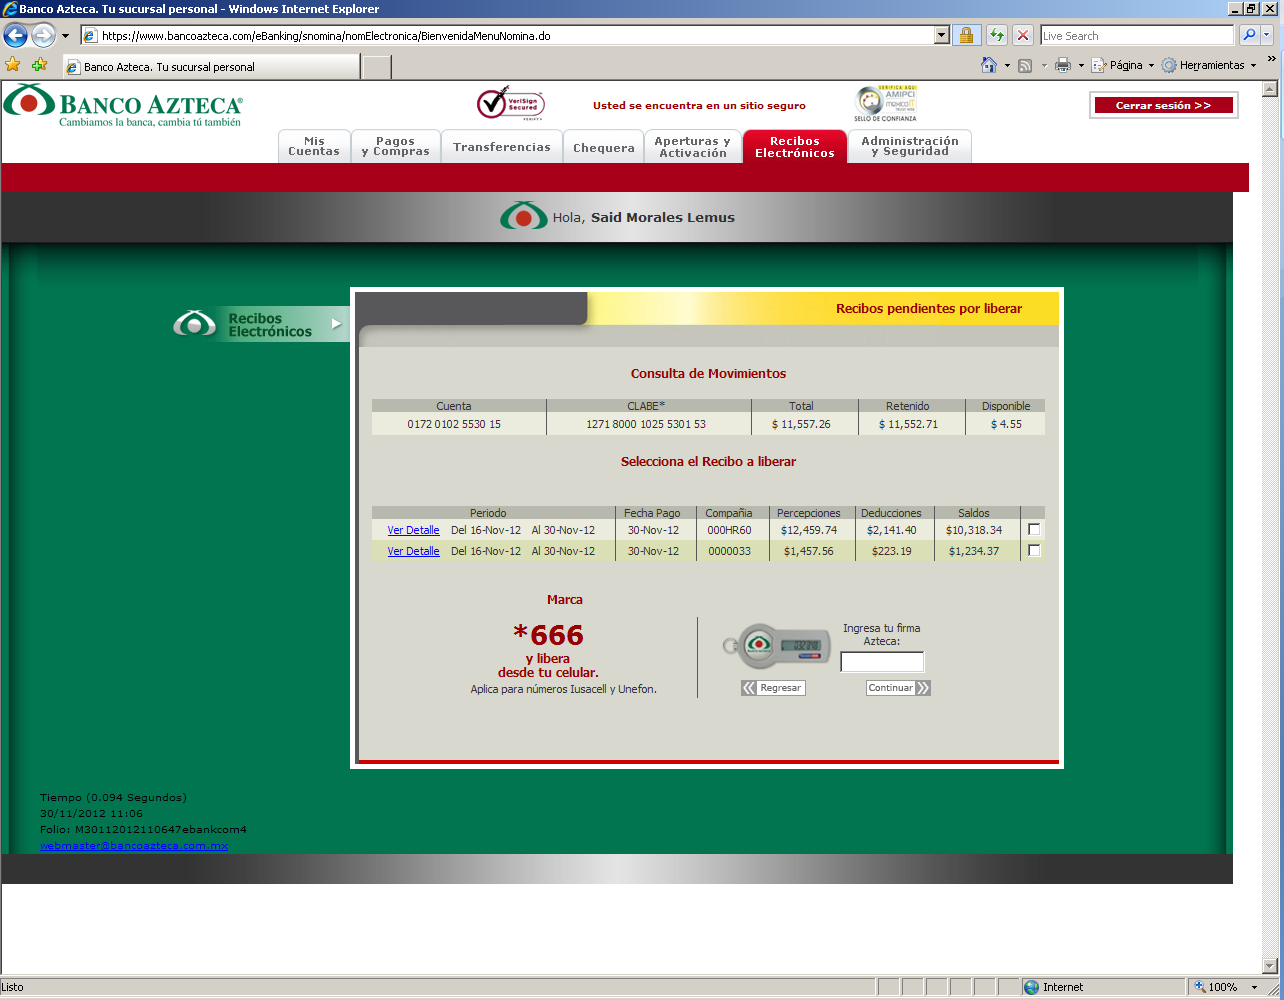 Banco Azteca. Tu sucursal personal - Windows Internet Explorer
https://www.bancoazteca.com/eBanking/snomina/nomElectronica/BienvenidaMenuNomina.do
Live Search
Banco Azteca. Tu sucursal personal
Página
Herramientas
BANCO AZTECA
Cambiamos la banca, cambia tú también
VeriSign Secured
VERIFY
Usted se encuentra en un sitio seguro
VERIFICA AQUI
AMIPCI
SELLO DE CONFIANZA
Cerrar sesión >>
Mis Cuentas
Pagos y Compras
Transferencias
Chequera
Aperturas y Activación
Recibos Electrónicos
Administración y Seguridad
Hola, Said Morales Lemus
Recibos Electrónicos
Recibos pendientes por liberar
Consulta de Movimientos
Cuenta CLABE* Total Retenido Disponible
0172 0102 5530 15 1271 8000 1025 5301 53 $ 11,557.26 $ 11,552.71 $ 4.55
Selecciona el Recibo a liberar
Periodo Fecha Pago Compañia Percepciones Deducciones Saldos
Ver Detalle Del 16-Nov-12 Al 30-Nov-12 30-Nov-12 000HR60 $12,459.74 $2,141.40 $10,318.34
Ver Detalle Del 16-Nov-12 Al 30-Nov-12 30-Nov-12 0000033 $1,457.56 $223.19 $1,234.37
Marca
*666
y libera
desde tu celular.
Aplica para números Iusacell y Unefon.
Ingresa tu firma
Azteca:
Regresar
Continuar
Tiempo (0.094 Segundos)
30/11/2012 11:06
Folio: M30112012110647ebankcom4
webmaster@bancoazteca.com.mx
Listo
Internet
100%